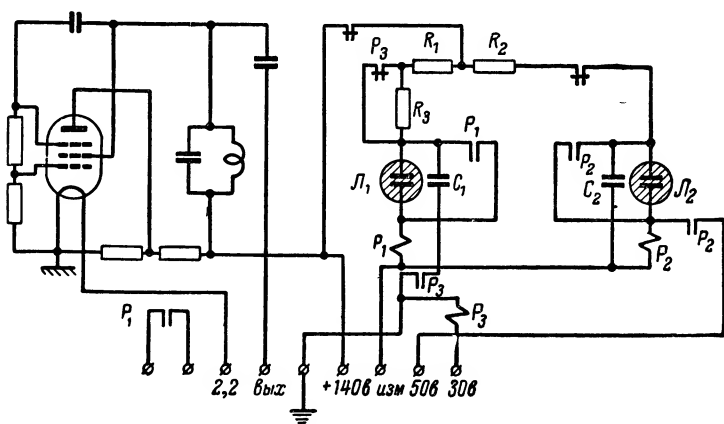 P₃ R₁ R₂
R₃ P₁
Л₁ C₁ P₂ C₂ Л₂
P₂
P₁ P₂
P₃
P₁ P₃
2,2 вых +140в изм 50в 30в